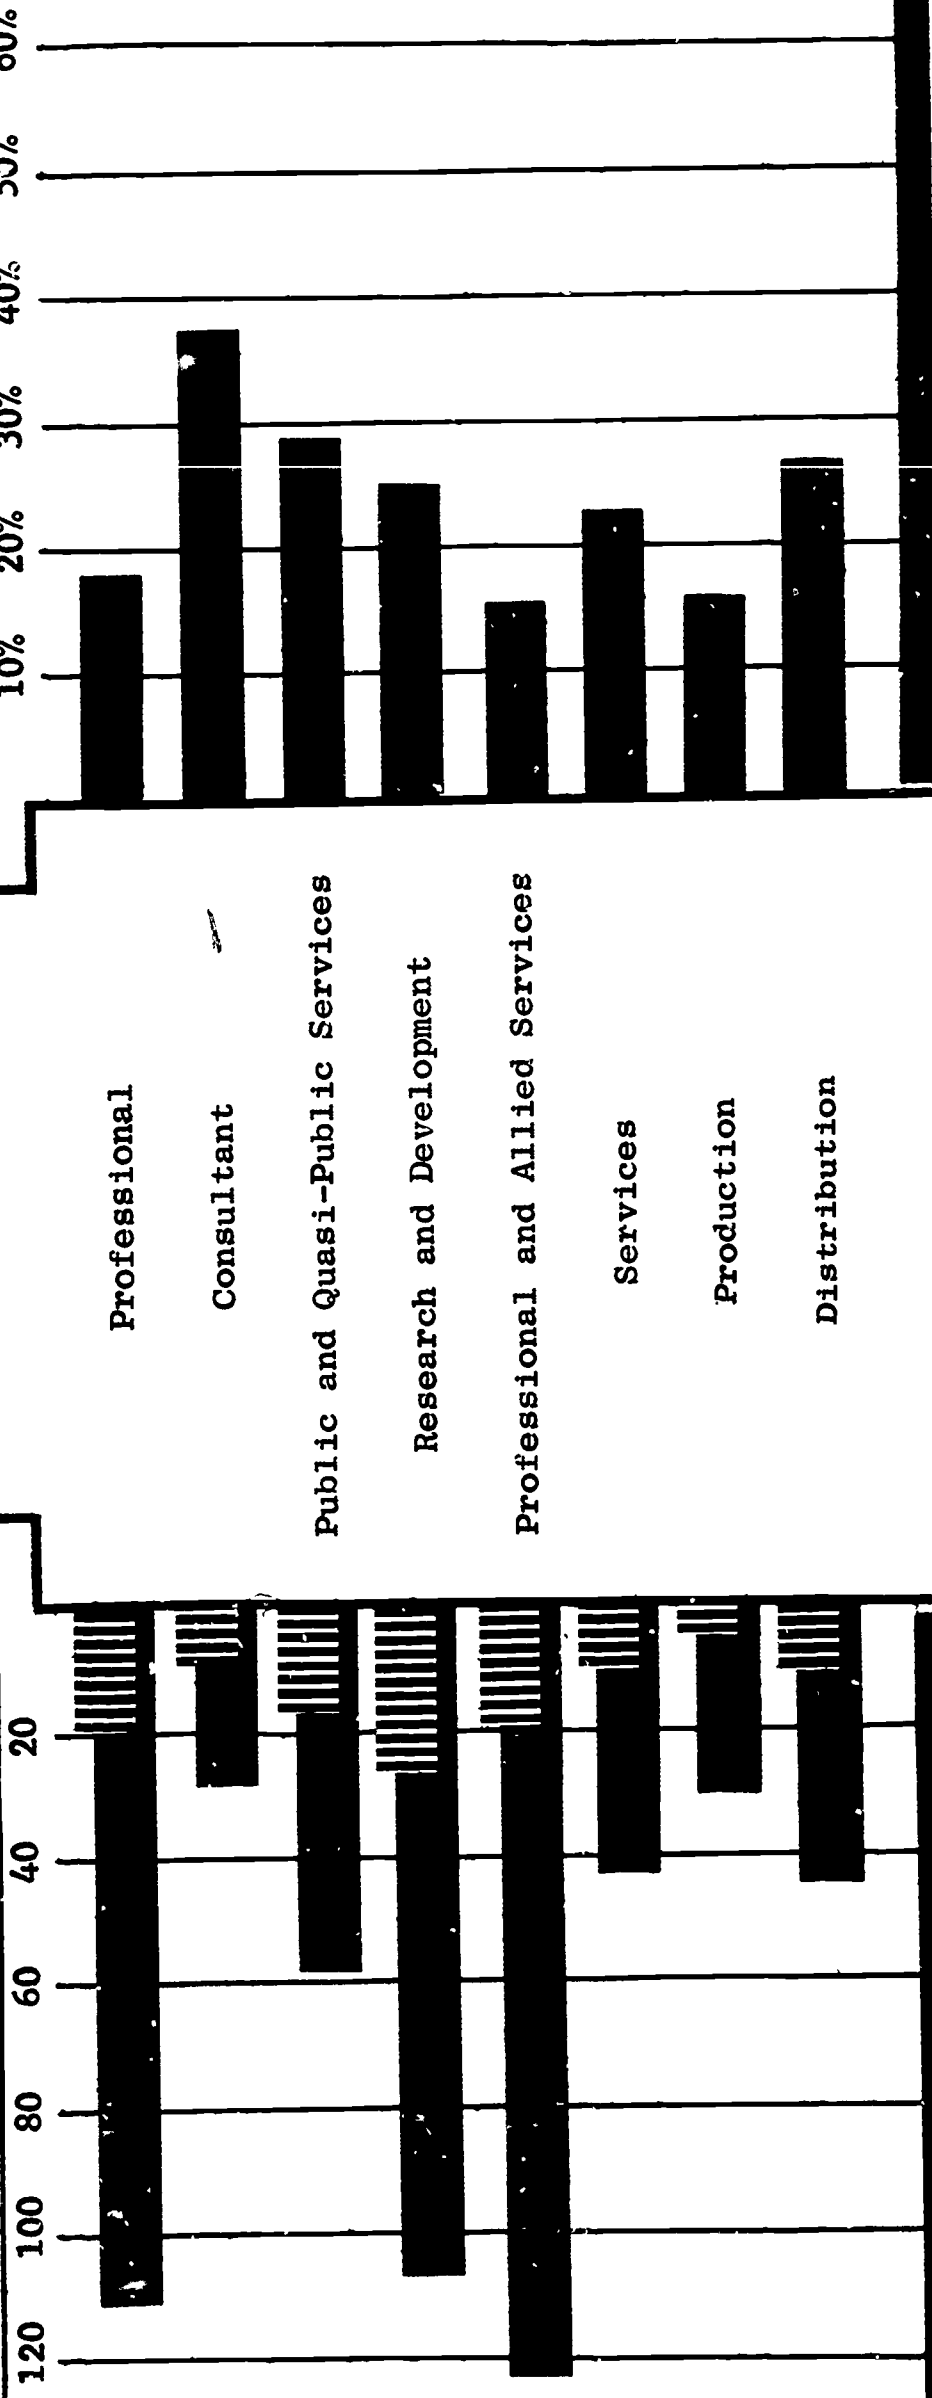 Professional
Consultant
Public and Quasi-Public Services
Research and Development
Professional and Allied Services
Services
Production
Distribution
20
40
60
80
100
120
10%
20%
30%
40%
50%
60%